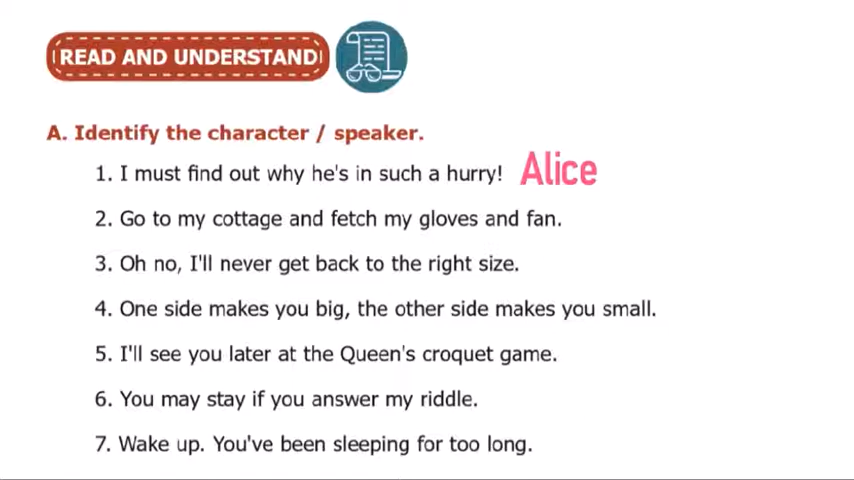 READ AND UNDERSTAND
A. Identify the character / speaker.
1. I must find out why he's in such a hurry! Alice
2. Go to my cottage and fetch my gloves and fan.
3. Oh no, I'll never get back to the right size.
4. One side makes you big, the other side makes you small.
5. I'll see you later at the Queen's croquet game.
6. You may stay if you answer my riddle.
7. Wake up. You've been sleeping for too long.